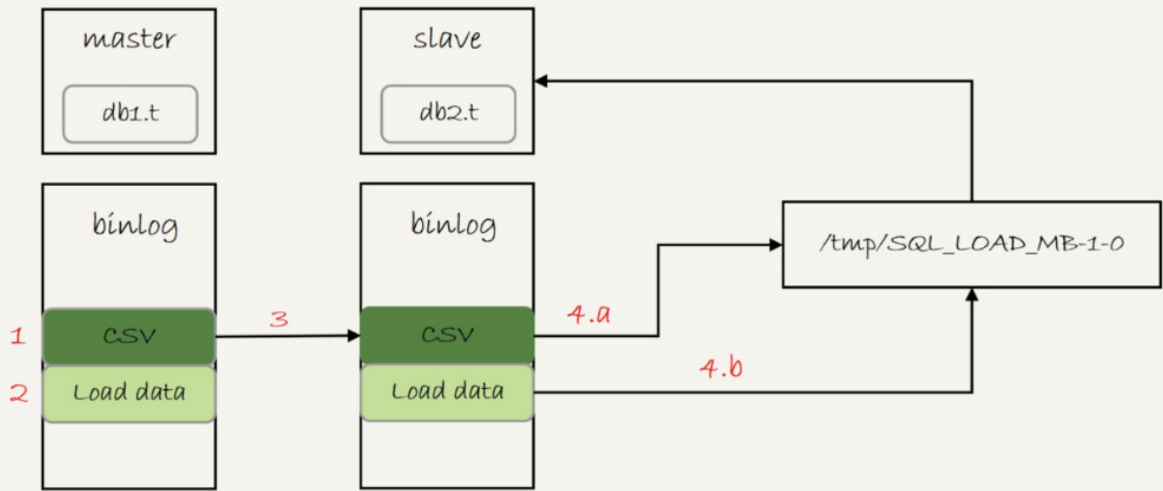 master
slave
db1.t
db2.t
binlog
binlog
/tmp/SQL_LOAD_MB-1-0
1
CSV
3
CSV
4.a
2
Load data
Load data
4.b